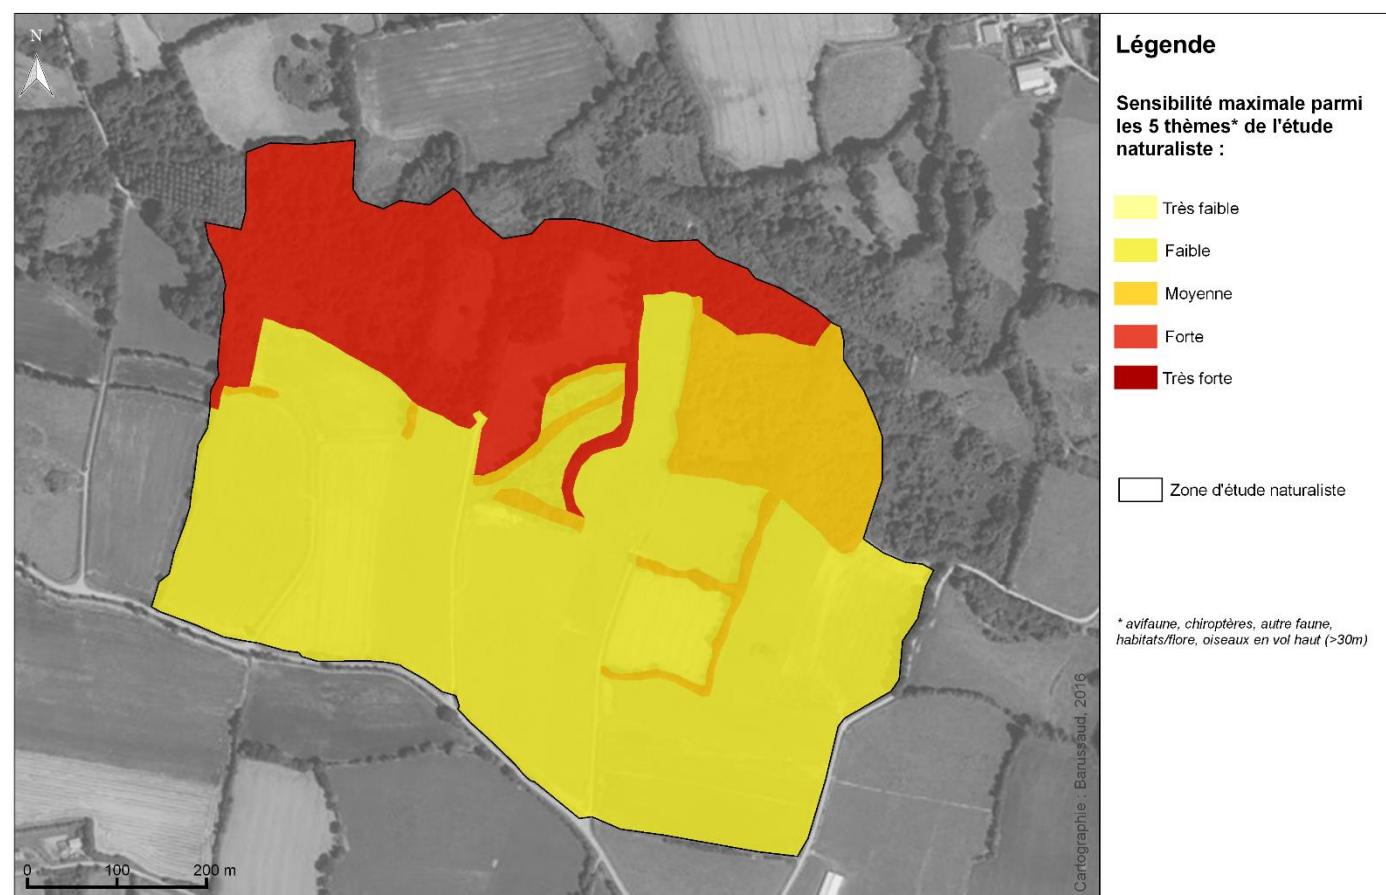 N
Légende
Sensibilité maximale parmi
les 5 thèmes* de l'étude
naturaliste :
Très faible
Faible
Moyenne
Forte
Très forte
Zone d'étude naturaliste
* avifaune, chiroptères, autre faune,
habitats/flore, oiseaux en vol haut (>30m)
Cartographie : Barussaud, 2016
0 100 200 m